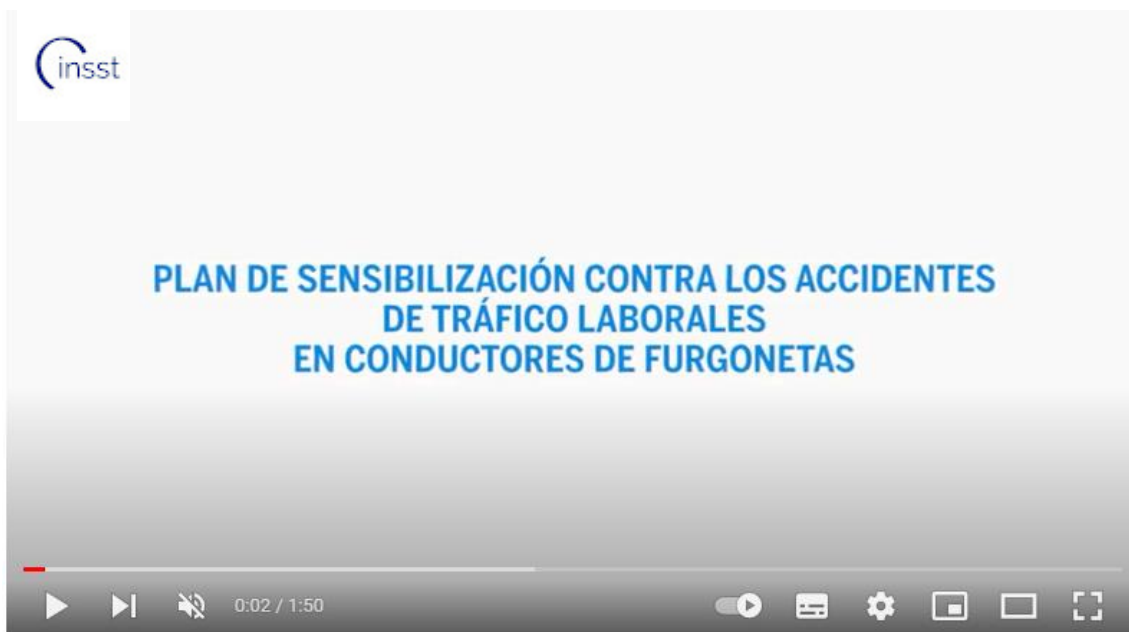 insst
PLAN DE SENSIBILIZACIÓN CONTRA LOS ACCIDENTES
DE TRÁFICO LABORALES
EN CONDUCTORES DE FURGONETAS
0:02 / 1:50